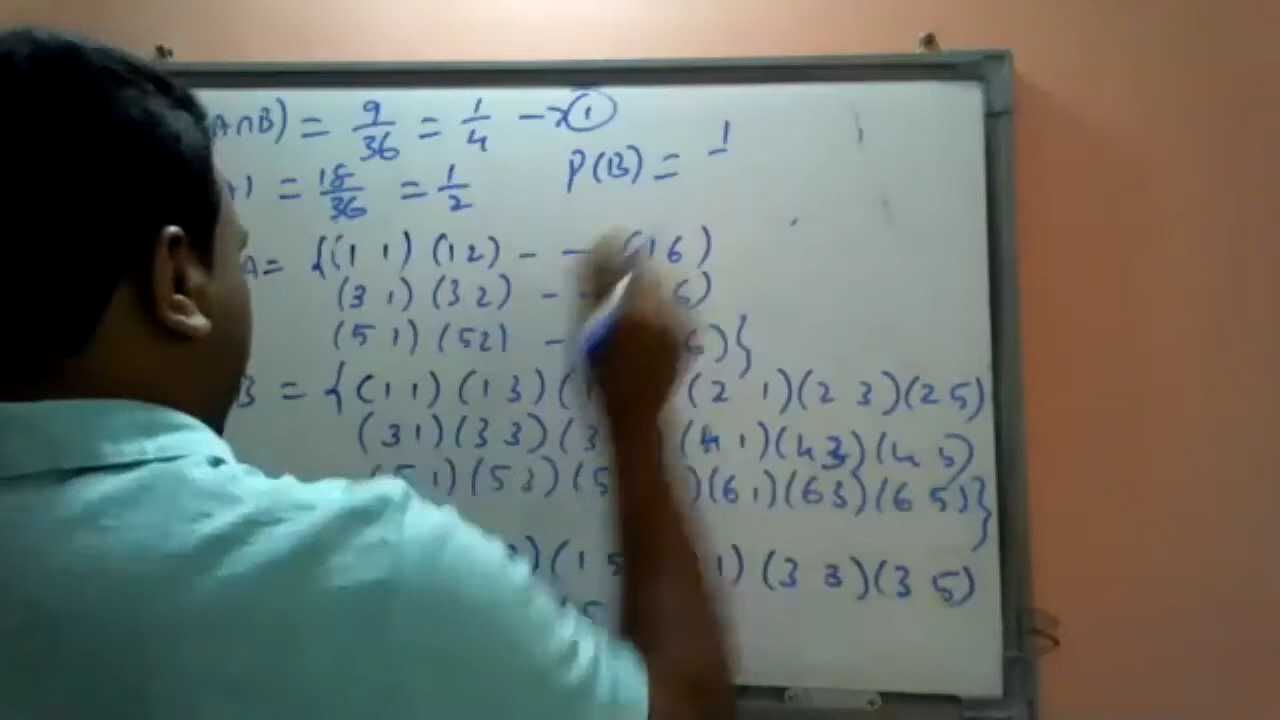 A∩B) = 9/36 = 1/4 → ①
P(B) = 1
) = 18/36 = 1/2
A = {(1 1) (1 2) - - (1 6)
(3 1) (3 2) - - 6)
(5 1) (5 2) - 6)}
B = {(1 1) (1 3) ( (2 1) (2 3) (2 5)
(3 1) (3 3) (3 (4 1) (4 3) (4 5)
5 1) (5 3) (5 ) (6 1) (6 3) (6 5)}
) (1 5 1) (3 3) (3 5)